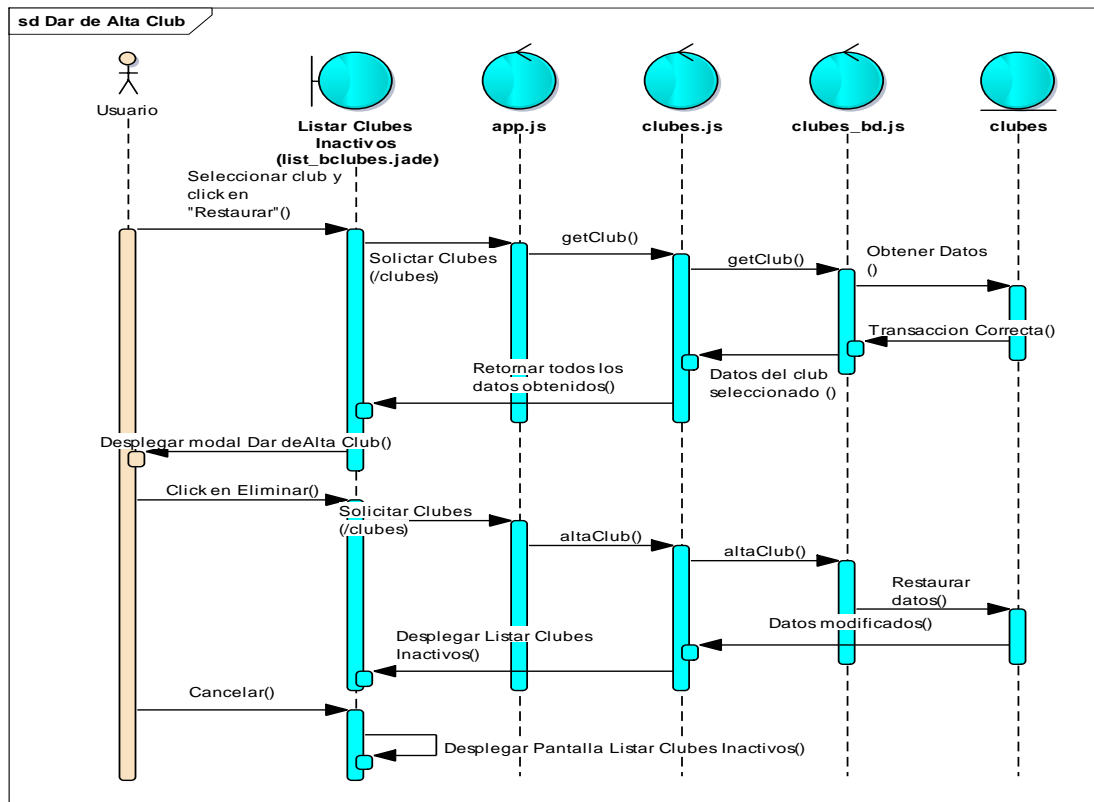 sd Dar de Alta Club
Usuario
Listar Clubes
Inactivos
(list_bclubes.jade)
app.js
clubes.js
clubes_bd.js
clubes
Seleccionar club y
click en
"Restaurar"()
Solictar Clubes
(/clubes)
getClub()
getClub()
Obtener Datos
()
Transaccion Correcta()
Datos del club
seleccionado ()
Retornar todos los
datos obtenidos()
Desplegar modal Dar deAlta Club()
Click en Eliminar()
Solicitar Clubes
(/clubes)
altaClub()
altaClub()
Restaurar
datos()
Datos modificados()
Desplegar Listar Clubes
Inactivos()
Cancelar()
Desplegar Pantalla Listar Clubes Inactivos()